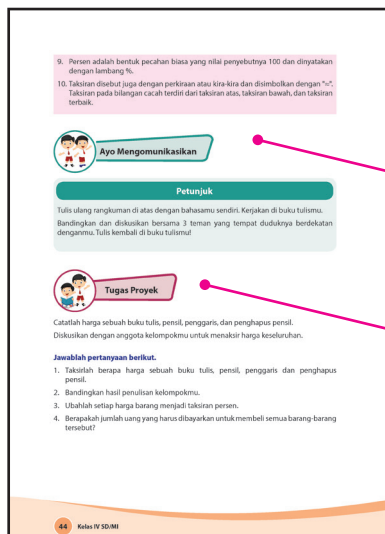 9. Persen adalah bentuk pecahan biasa yang nilai penyebutnya 100 dan dinyatakan
dengan lambang %.
10. Taksiran disebut juga dengan perkiraan atau kira-kira dan disimbolkan dengan "≈".
Taksiran pada bilangan cacah terdiri dari taksiran atas, taksiran bawah, dan taksiran
terbaik.
Ayo Mengomunikasikan
Petunjuk
Tulis ulang rangkuman di atas dengan bahasamu sendiri. Kerjakan di buku tulismu.
Bandingkan dan diskusikan bersama 3 teman yang tempat duduknya berdekatan
denganmu. Tulis kembali di buku tulismu!
Tugas Proyek
Catatlah harga sebuah buku tulis, pensil, penggaris, dan penghapus pensil.
Diskusikan dengan anggota kelompokmu untuk menaksir harga keseluruhan.
Jawablah pertanyaan berikut.
1. Taksirlah berapa harga sebuah buku tulis, pensil, penggaris dan penghapus
pensil.
2. Bandingkan hasil penulisan kelompokmu.
3. Ubahlah setiap harga barang menjadi taksiran persen.
4. Berapakah jumlah uang yang harus dibayarkan untuk membeli semua barang-barang
tersebut?
44 Kelas IV SD/MI